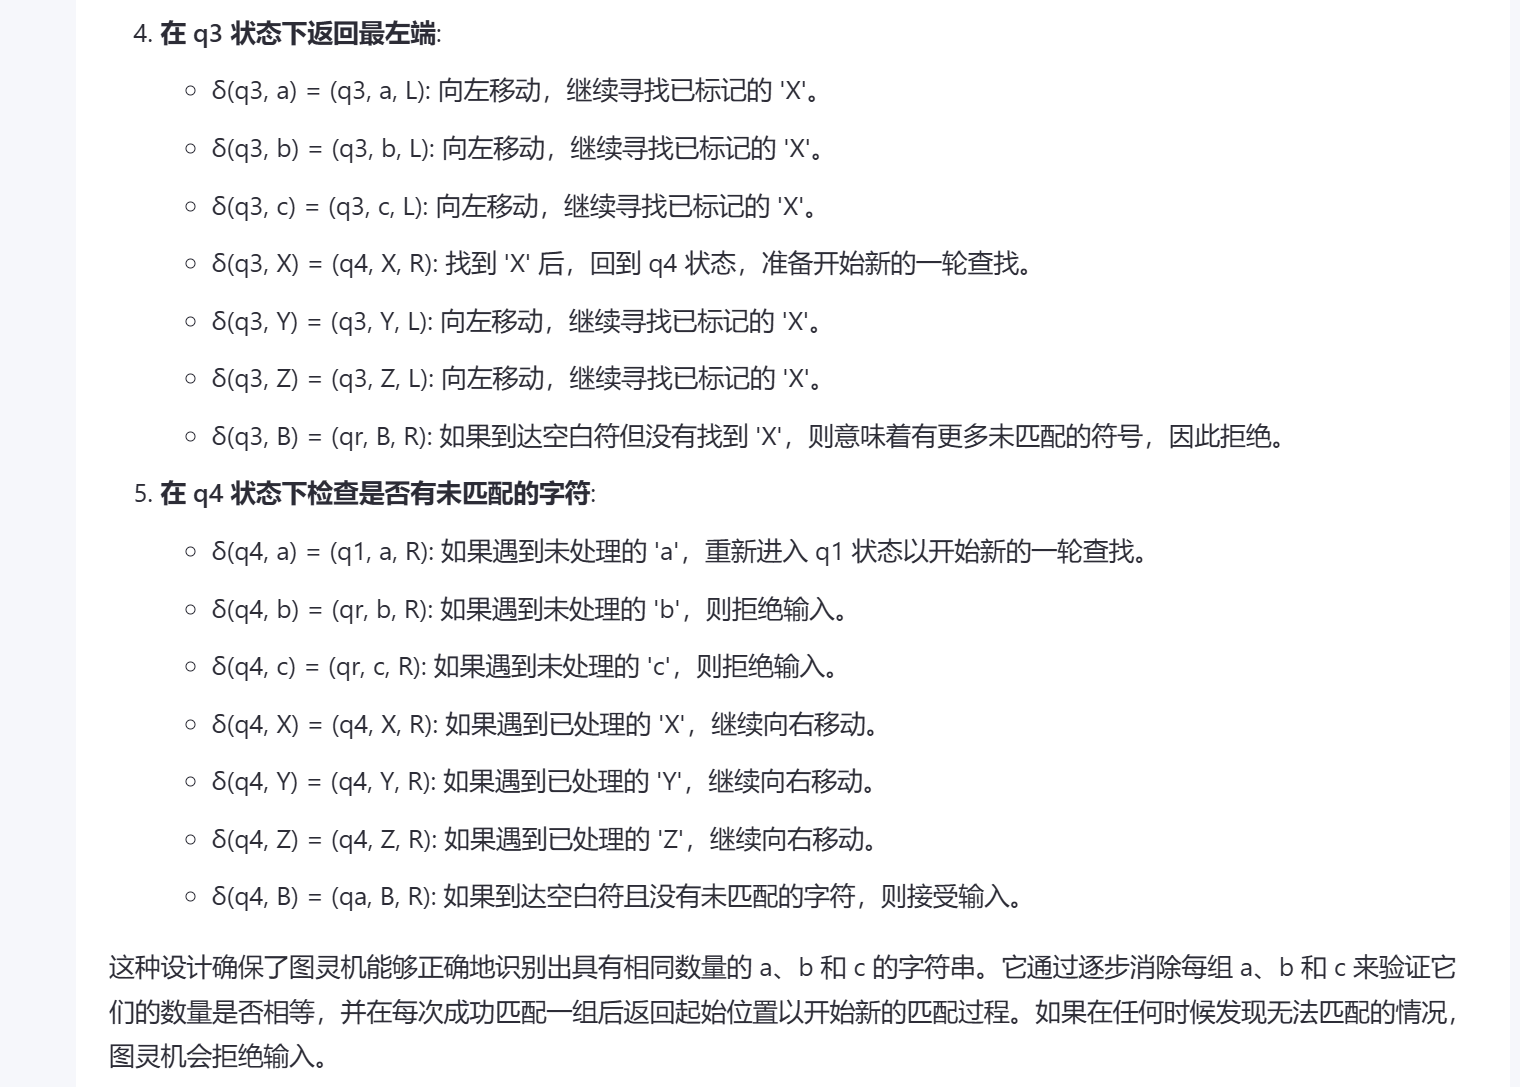 4. 在 q3 状态下返回最左端:
○ δ(q3, a) = (q3, a, L): 向左移动，继续寻找已标记的 'X'。
○ δ(q3, b) = (q3, b, L): 向左移动，继续寻找已标记的 'X'。
○ δ(q3, c) = (q3, c, L): 向左移动，继续寻找已标记的 'X'。
○ δ(q3, X) = (q4, X, R): 找到 'X' 后，回到 q4 状态，准备开始新的一轮查找。
○ δ(q3, Y) = (q3, Y, L): 向左移动，继续寻找已标记的 'X'。
○ δ(q3, Z) = (q3, Z, L): 向左移动，继续寻找已标记的 'X'。
○ δ(q3, B) = (qr, B, R): 如果到达空白符但没有找到 'X'，则意味着有更多未匹配的符号，因此拒绝。
5. 在 q4 状态下检查是否有未匹配的字符:
○ δ(q4, a) = (q1, a, R): 如果遇到未处理的 'a'，重新进入 q1 状态以开始新的一轮查找。
○ δ(q4, b) = (qr, b, R): 如果遇到未处理的 'b'，则拒绝输入。
○ δ(q4, c) = (qr, c, R): 如果遇到未处理的 'c'，则拒绝输入。
○ δ(q4, X) = (q4, X, R): 如果遇到已处理的 'X'，继续向右移动。
○ δ(q4, Y) = (q4, Y, R): 如果遇到已处理的 'Y'，继续向右移动。
○ δ(q4, Z) = (q4, Z, R): 如果遇到已处理的 'Z'，继续向右移动。
○ δ(q4, B) = (qa, B, R): 如果到达空白符且没有未匹配的字符，则接受输入。
这种设计确保了图灵机能够正确地识别出具有相同数量的 a、b 和 c 的字符串。它通过逐步消除每组 a、b 和 c 来验证它
们的数量是否相等，并在每次成功匹配一组后返回起始位置以开始新的匹配过程。如果在任何时候发现无法匹配的情况，
图灵机会拒绝输入。